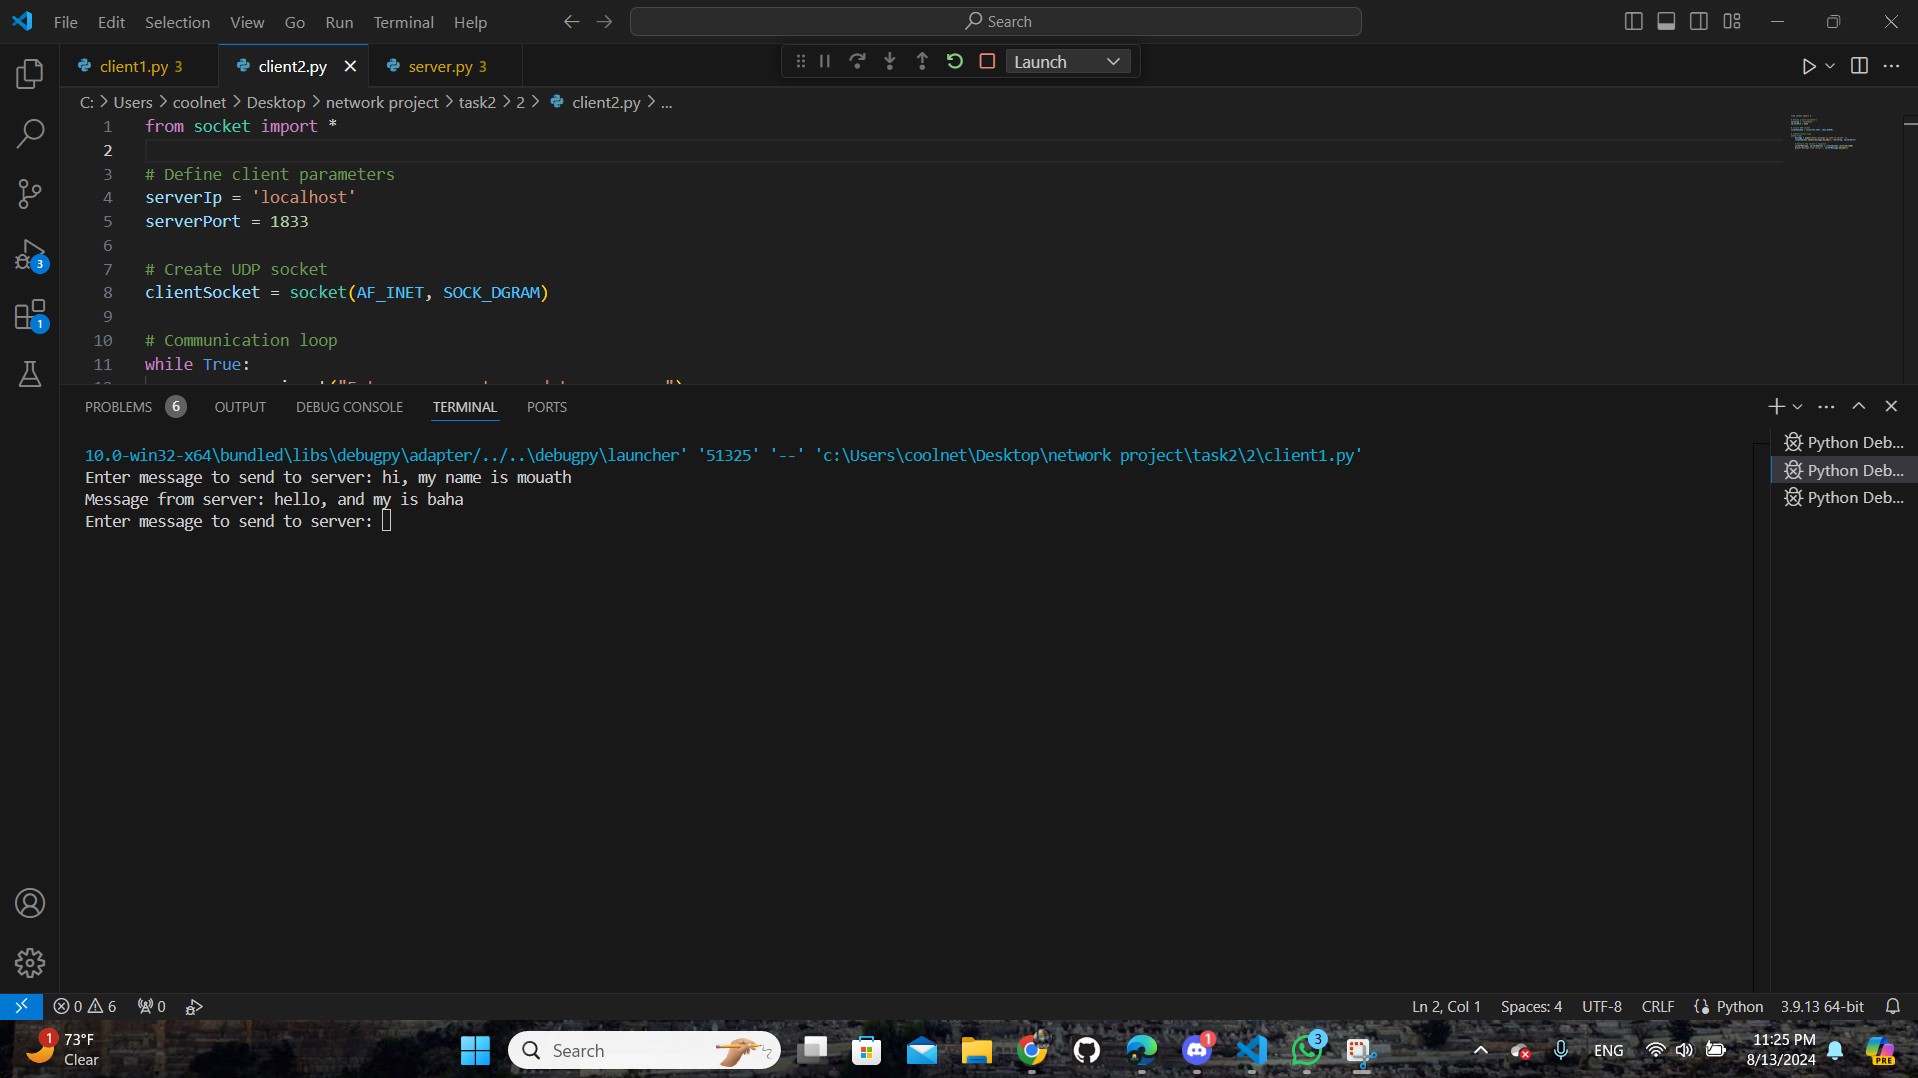 File Edit Selection View Go Run Terminal Help
Search
client1.py 3 client2.py server.py 3
Launch
C: > Users > coolnet > Desktop > network project > task2 > 2 > client2.py > ...
1 from socket import *
2
3 # Define client parameters
4 serverIp = 'localhost'
5 serverPort = 1833
6
7 # Create UDP socket
8 clientSocket = socket(AF_INET, SOCK_DGRAM)
9
10 # Communication loop
11 while True:
3
1
PROBLEMS 6 OUTPUT DEBUG CONSOLE TERMINAL PORTS
10.0-win32-x64\bundled\libs\debugpy\adapter/../..\debugpy\launcher' '51325' '--' 'c:\Users\coolnet\Desktop\network project\task2\2\client1.py'
Enter message to send to server: hi, my name is mouath
Message from server: hello, and my is baha
Enter message to send to server:
Python Deb...
Python Deb...
Python Deb...
0 6 0
Ln 2, Col 1 Spaces: 4 UTF-8 CRLF Python 3.9.13 64-bit
1
73°F
Clear
Search
1
3
ENG
11:25 PM
8/13/2024
PRE